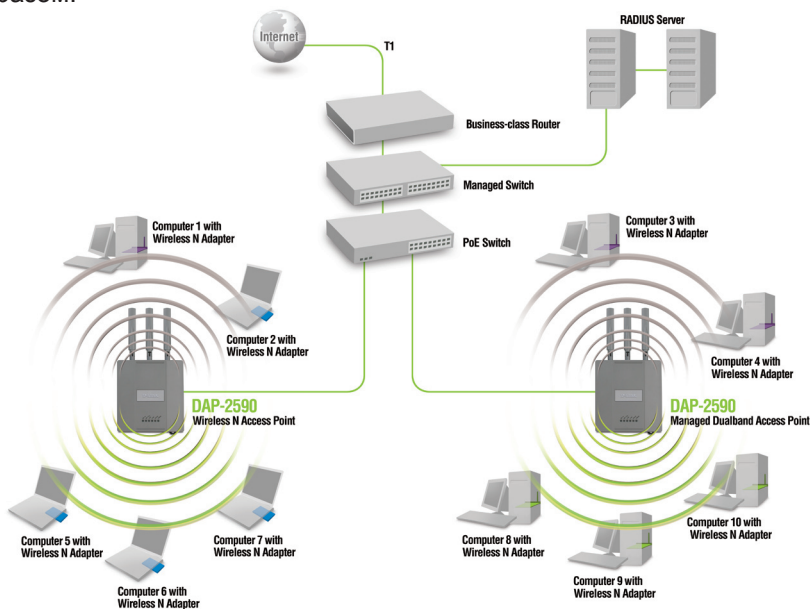 Internet
T1
RADIUS Server
Business-class Router
Managed Switch
PoE Switch
Computer 1 with
Wireless N Adapter
Computer 2 with
Wireless N Adapter
Computer 3 with
Wireless N Adapter
Computer 4 with
Wireless N Adapter
DAP-2590
Wireless N Access Point
DAP-2590
Managed Dualband Access Point
Computer 5 with
Wireless N Adapter
Computer 6 with
Wireless N Adapter
Computer 7 with
Wireless N Adapter
Computer 8 with
Wireless N Adapter
Computer 9 with
Wireless N Adapter
Computer 10 with
Wireless N Adapter